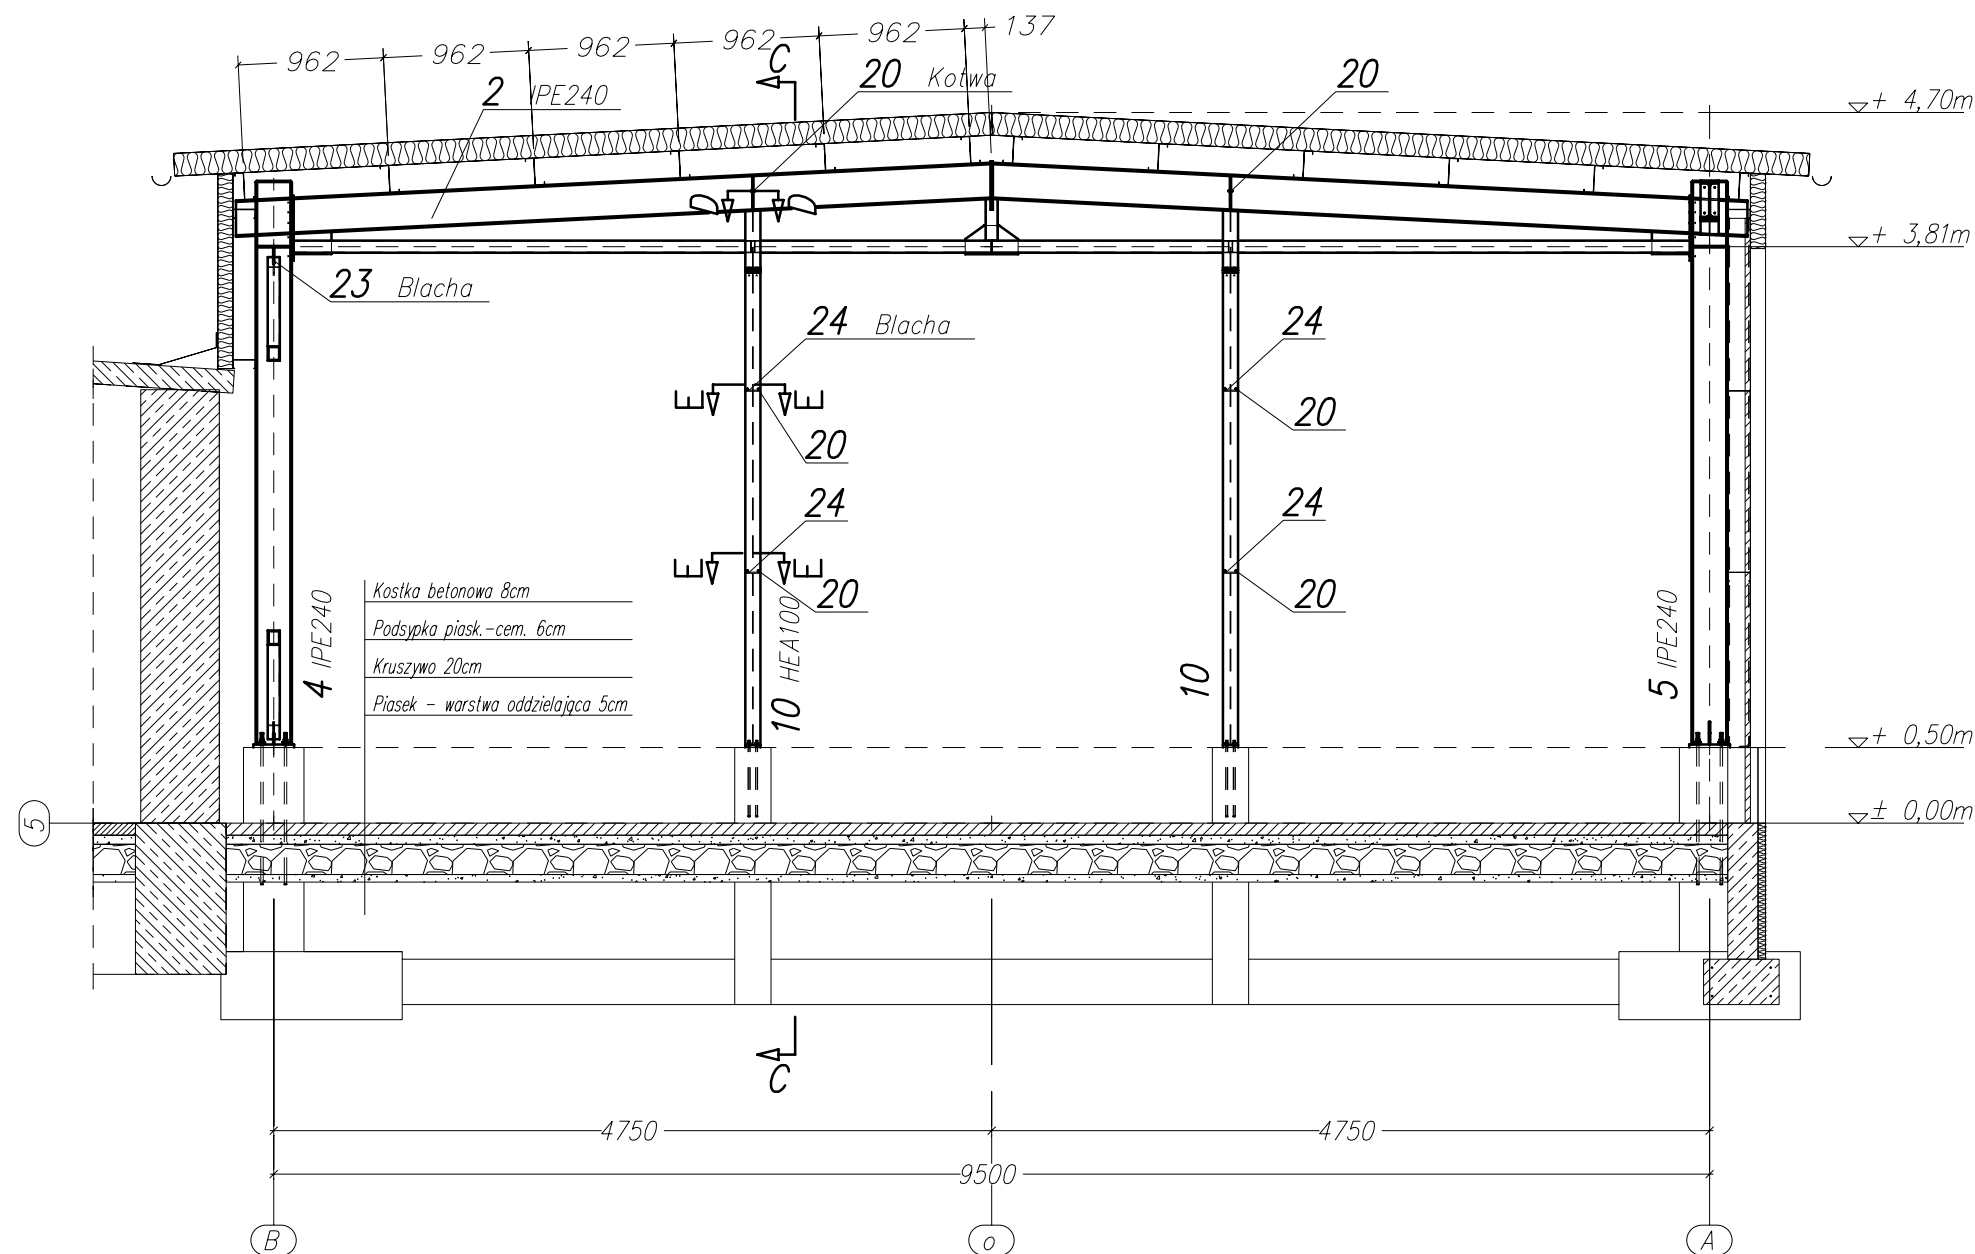 962
962
962
962
962
137
C
20 Kotwa
20
2 IPE240
+ 4,70m
+ 3,81m
23 Blacha
24 Blacha
24
E
E
20
20
24
24
E
E
20
20
4 IPE240
Kostka betonowa 8cm
Podsypka piask.-cem. 6cm
Kruszywo 20cm
Piasek - warstwa oddzielająca 5cm
10 HEA100
10
5 IPE240
+ 0,50m
± 0,00m
5
C
4750
4750
9500
B
o
A